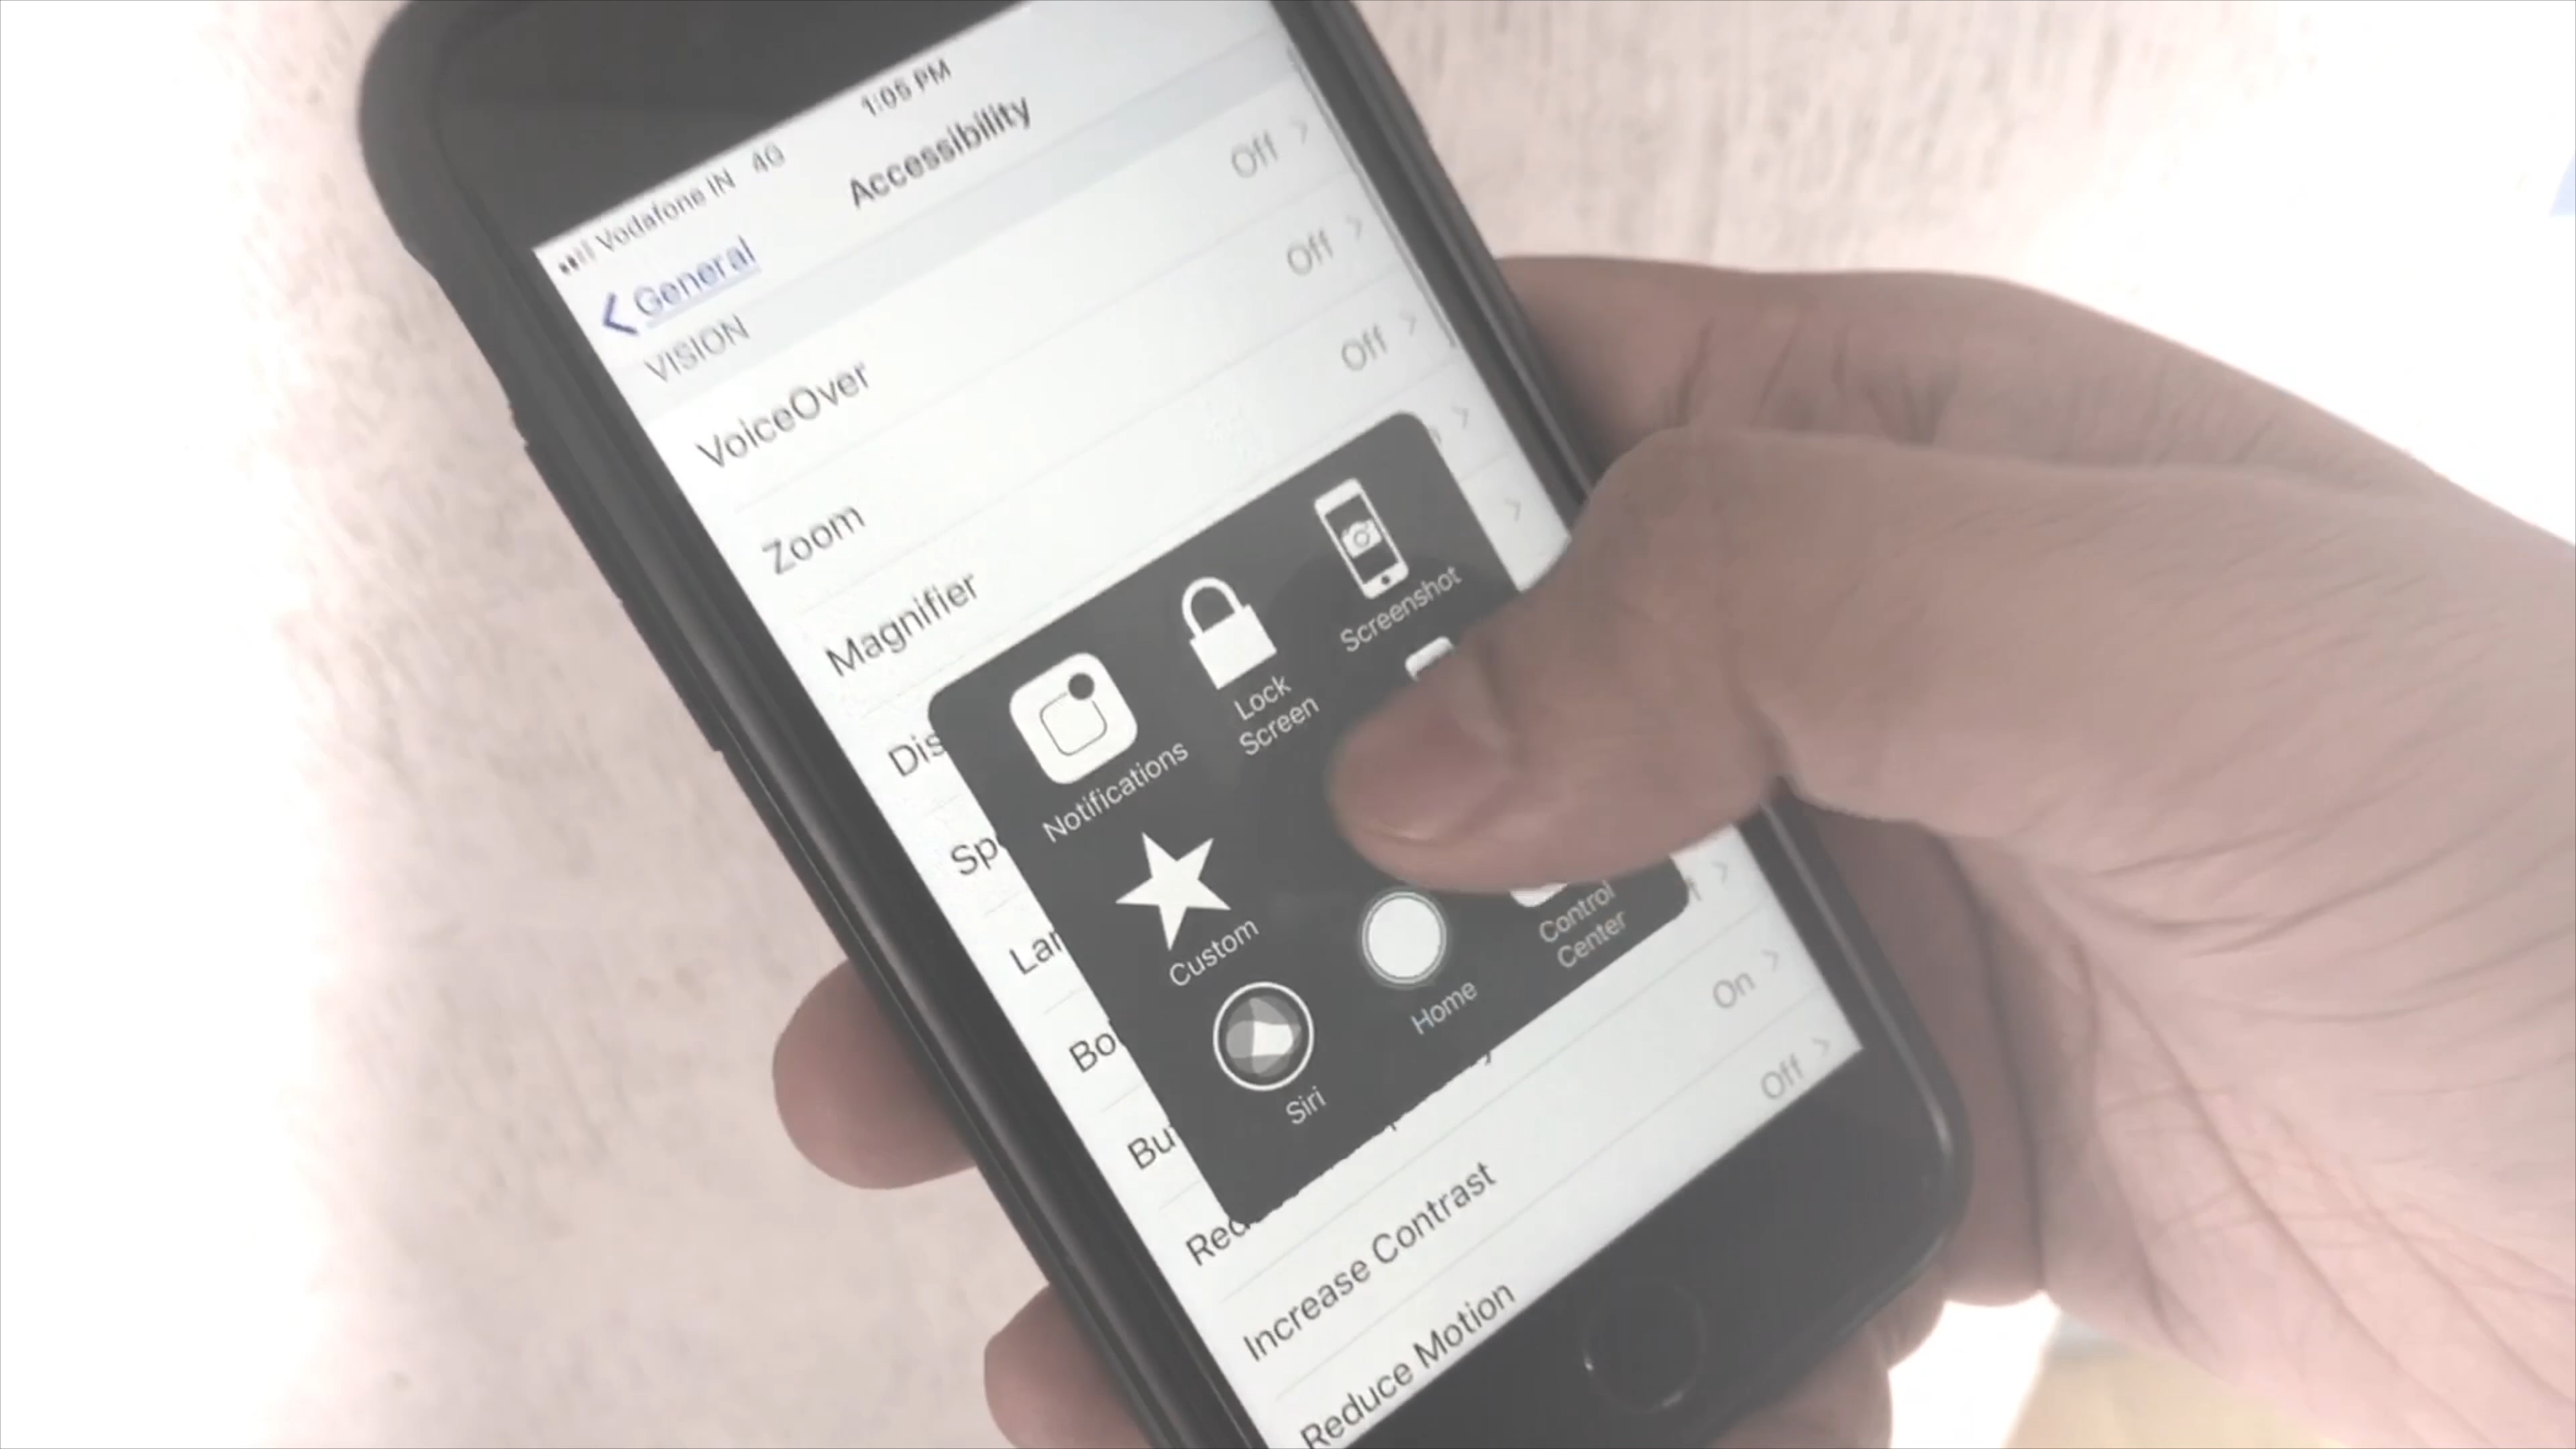 Vodafone IN 4G 1:05 PM
General Accessibility
VISION
VoiceOver Off
Zoom Off
Magnifier Off
Notifications
Lock
Screen
Screenshot
Custom
Siri
Home
Control
Center
Increase Contrast On
Reduce Motion Off